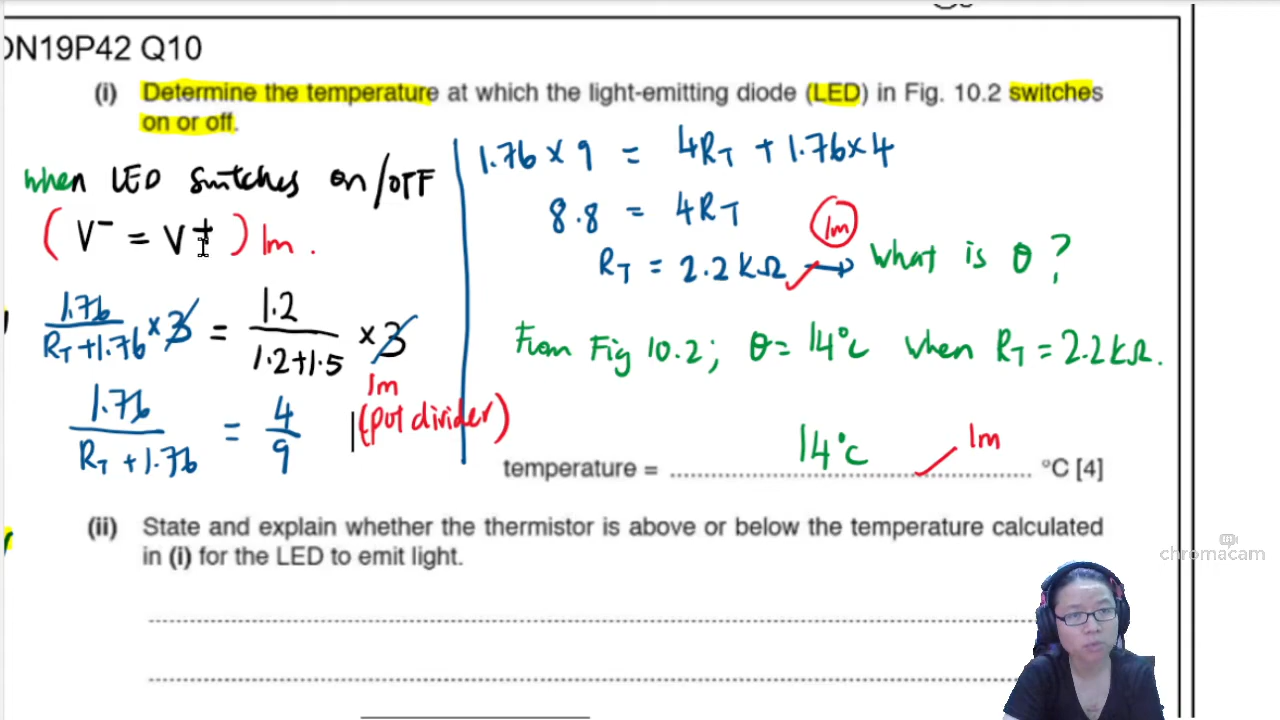 ON19P42 Q10
(i) Determine the temperature at which the light-emitting diode (LED) in Fig. 10.2 switches
on or off.
when LED switches on/OFF
( V⁻ = V⁺ ) 1m.
1.76 / (R_T + 1.76) × 3 = 1.2 / (1.2+1.5) × 3
1m
(pot divider)
1.76 / (R_T + 1.76) = 4/9
1.76 × 9 = 4R_T + 1.76×4
8.8 = 4R_T
1m
R_T = 2.2kΩ → What is θ ?
From Fig 10.2; θ = 14°C when R_T = 2.2kΩ.
14°C 1m
temperature = ........................ °C [4]
(ii) State and explain whether the thermistor is above or below the temperature calculated
in (i) for the LED to emit light.
chromacam